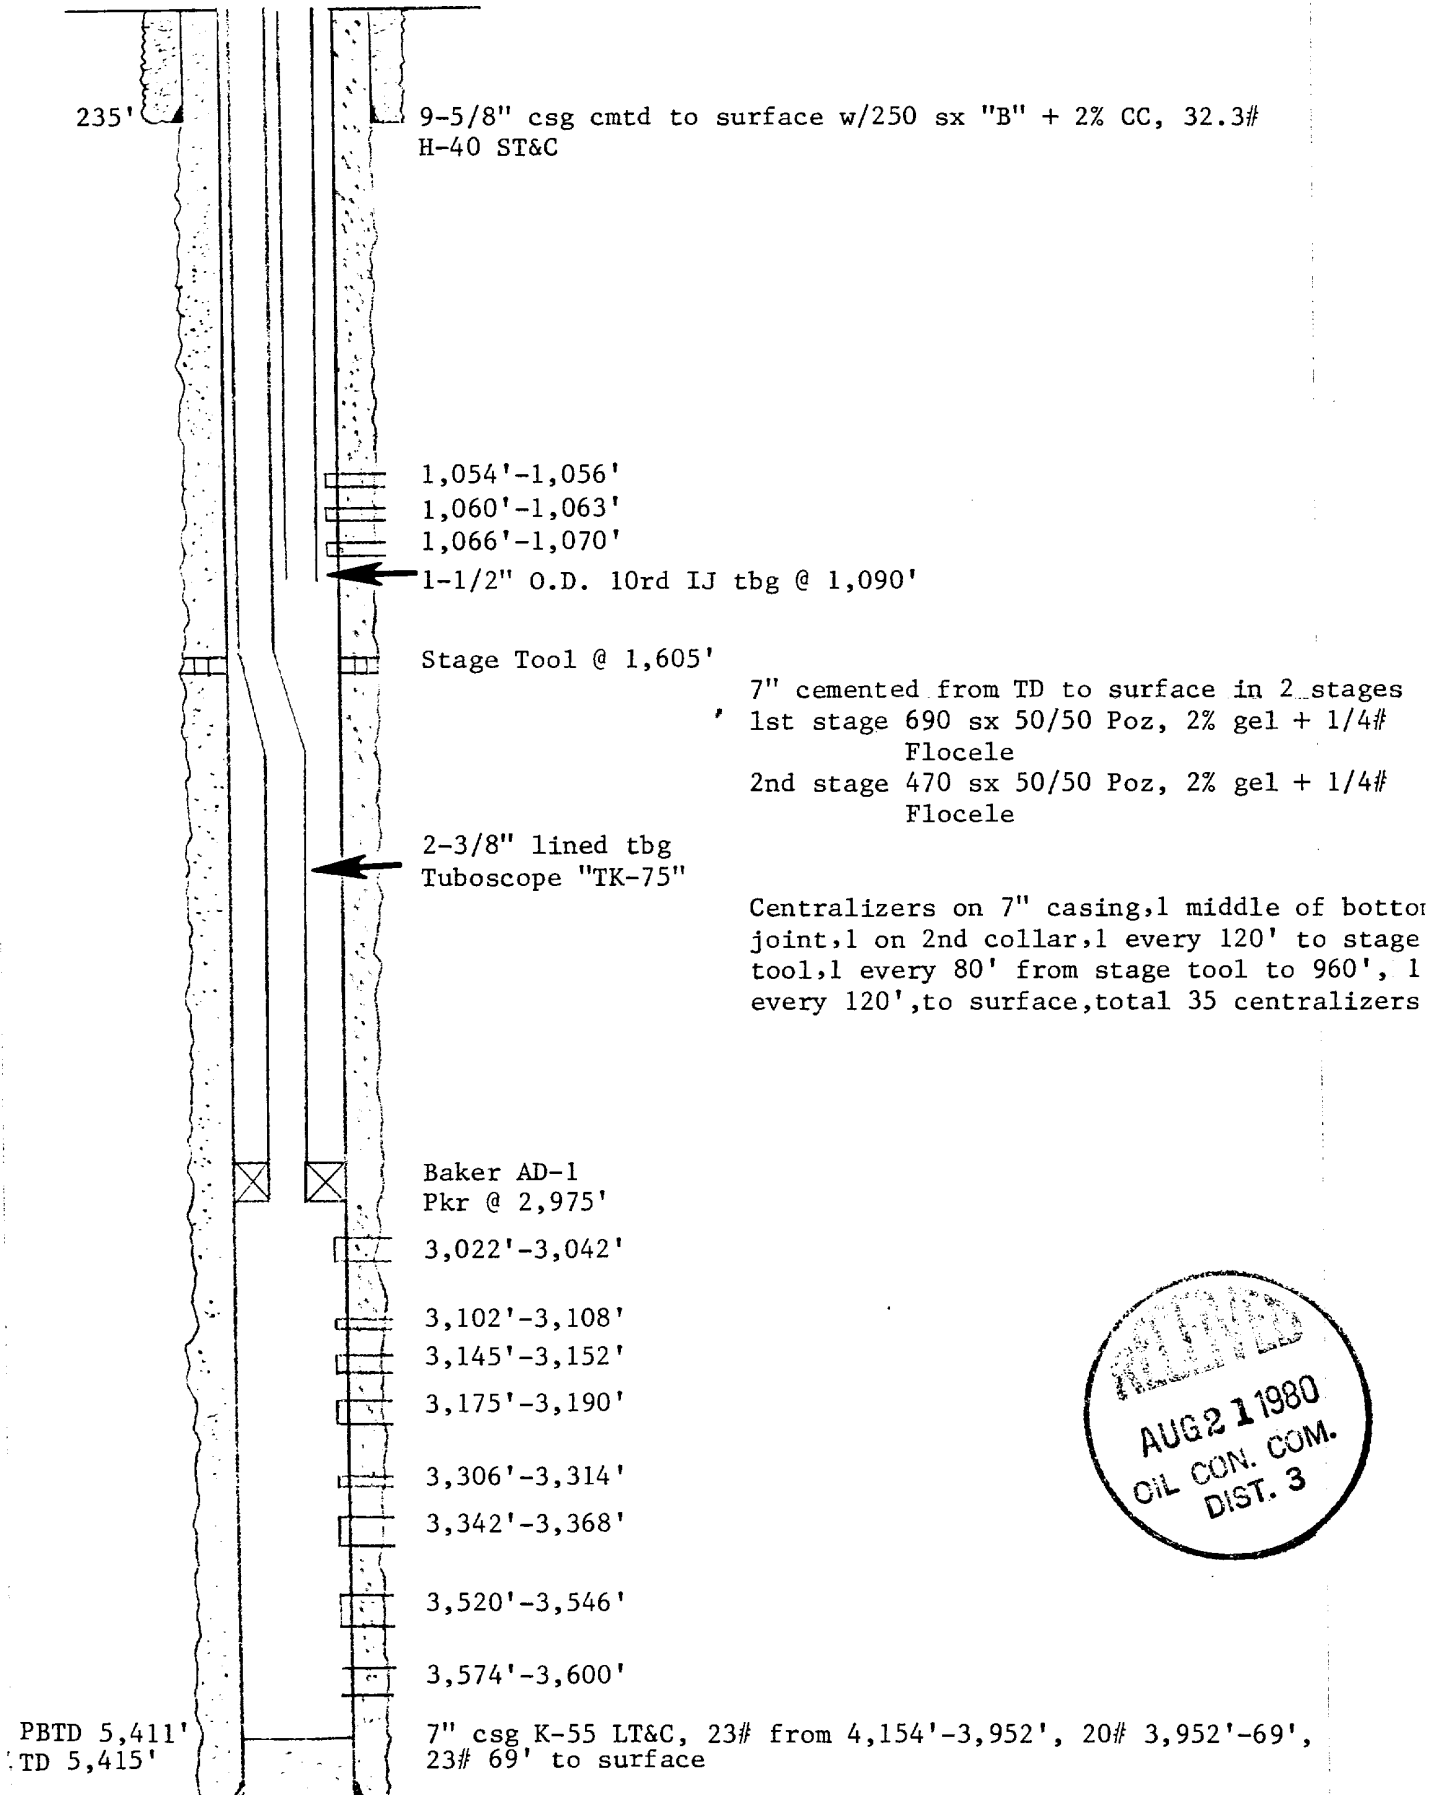 235'
9-5/8" csg cmtd to surface w/250 sx "B" + 2% CC, 32.3#
H-40 ST&C
1,054'-1,056'
1,060'-1,063'
1,066'-1,070'
1-1/2" O.D. 10rd IJ tbg @ 1,090'
Stage Tool @ 1,605'
7" cemented from TD to surface in 2 stages
1st stage 690 sx 50/50 Poz, 2% gel + 1/4#
Flocele
2nd stage 470 sx 50/50 Poz, 2% gel + 1/4#
Flocele
2-3/8" lined tbg
Tuboscope "TK-75"
Centralizers on 7" casing,1 middle of bottom
joint,1 on 2nd collar,1 every 120' to stage
tool,1 every 80' from stage tool to 960', 1
every 120',to surface,total 35 centralizers
Baker AD-1
Pkr @ 2,975'
3,022'-3,042'
3,102'-3,108'
3,145'-3,152'
3,175'-3,190'
3,306'-3,314'
3,342'-3,368'
3,520'-3,546'
3,574'-3,600'
RECEIVED
AUG 21 1980
OIL CON. COM.
DIST. 3
PBTD 5,411'
TD 5,415'
7" csg K-55 LT&C, 23# from 4,154'-3,952', 20# 3,952'-69',
23# 69' to surface